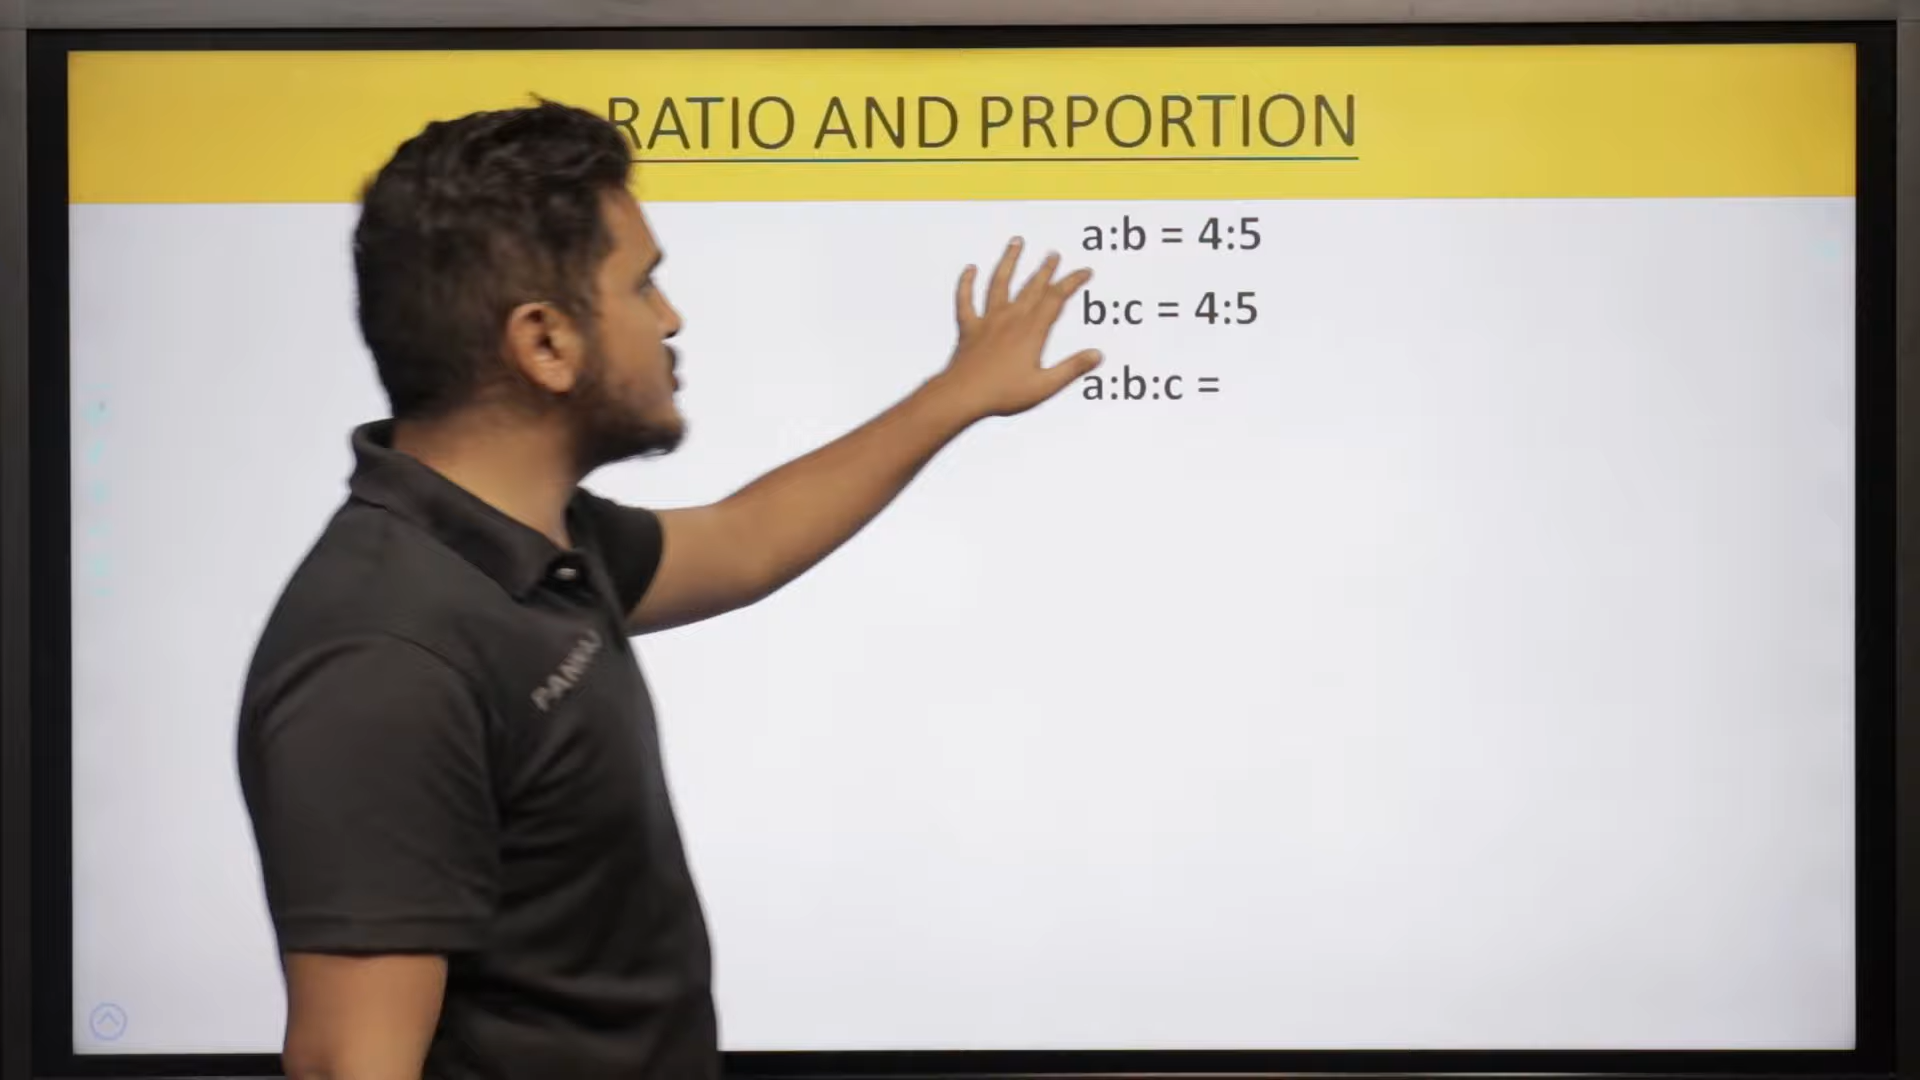 RATIO AND PRPORTION
a:b = 4:5
b:c = 4:5
a:b:c =